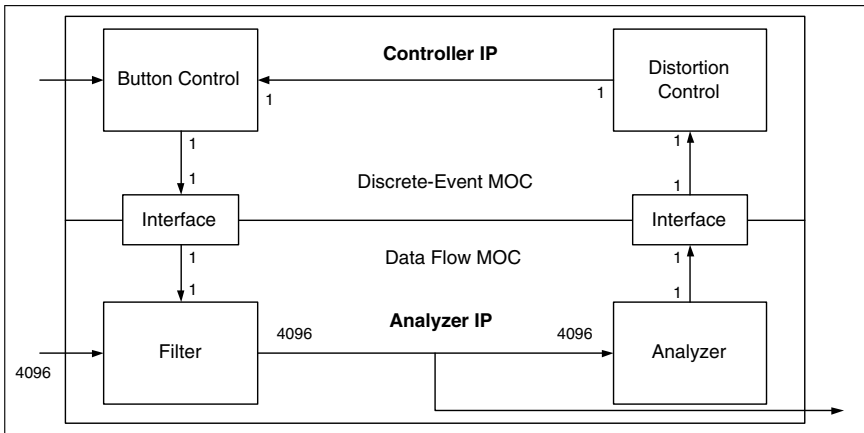 Controller IP
Button Control
Distortion
Control
1
1
1
1
1
1
Discrete-Event MOC
Interface
Interface
Data Flow MOC
1
1
1
1
Analyzer IP
4096
4096
Filter
Analyzer
4096